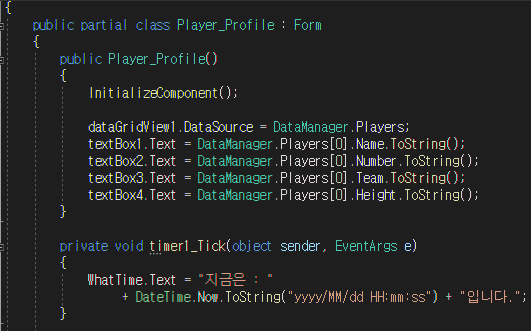 {
public partial class Player_Profile : Form
{
public Player_Profile()
{
InitializeComponent();
dataGridView1.DataSource = DataManager.Players;
textBox1.Text = DataManager.Players[0].Name.ToString();
textBox2.Text = DataManager.Players[0].Number.ToString();
textBox3.Text = DataManager.Players[0].Team.ToString();
textBox4.Text = DataManager.Players[0].Height.ToString();
}
private void timer1_Tick(object sender, EventArgs e)
{
WhatTime.Text = "지금은 : "
+ DateTime.Now.ToString("yyyy/MM/dd HH:mm:ss") + "입니다.";
}